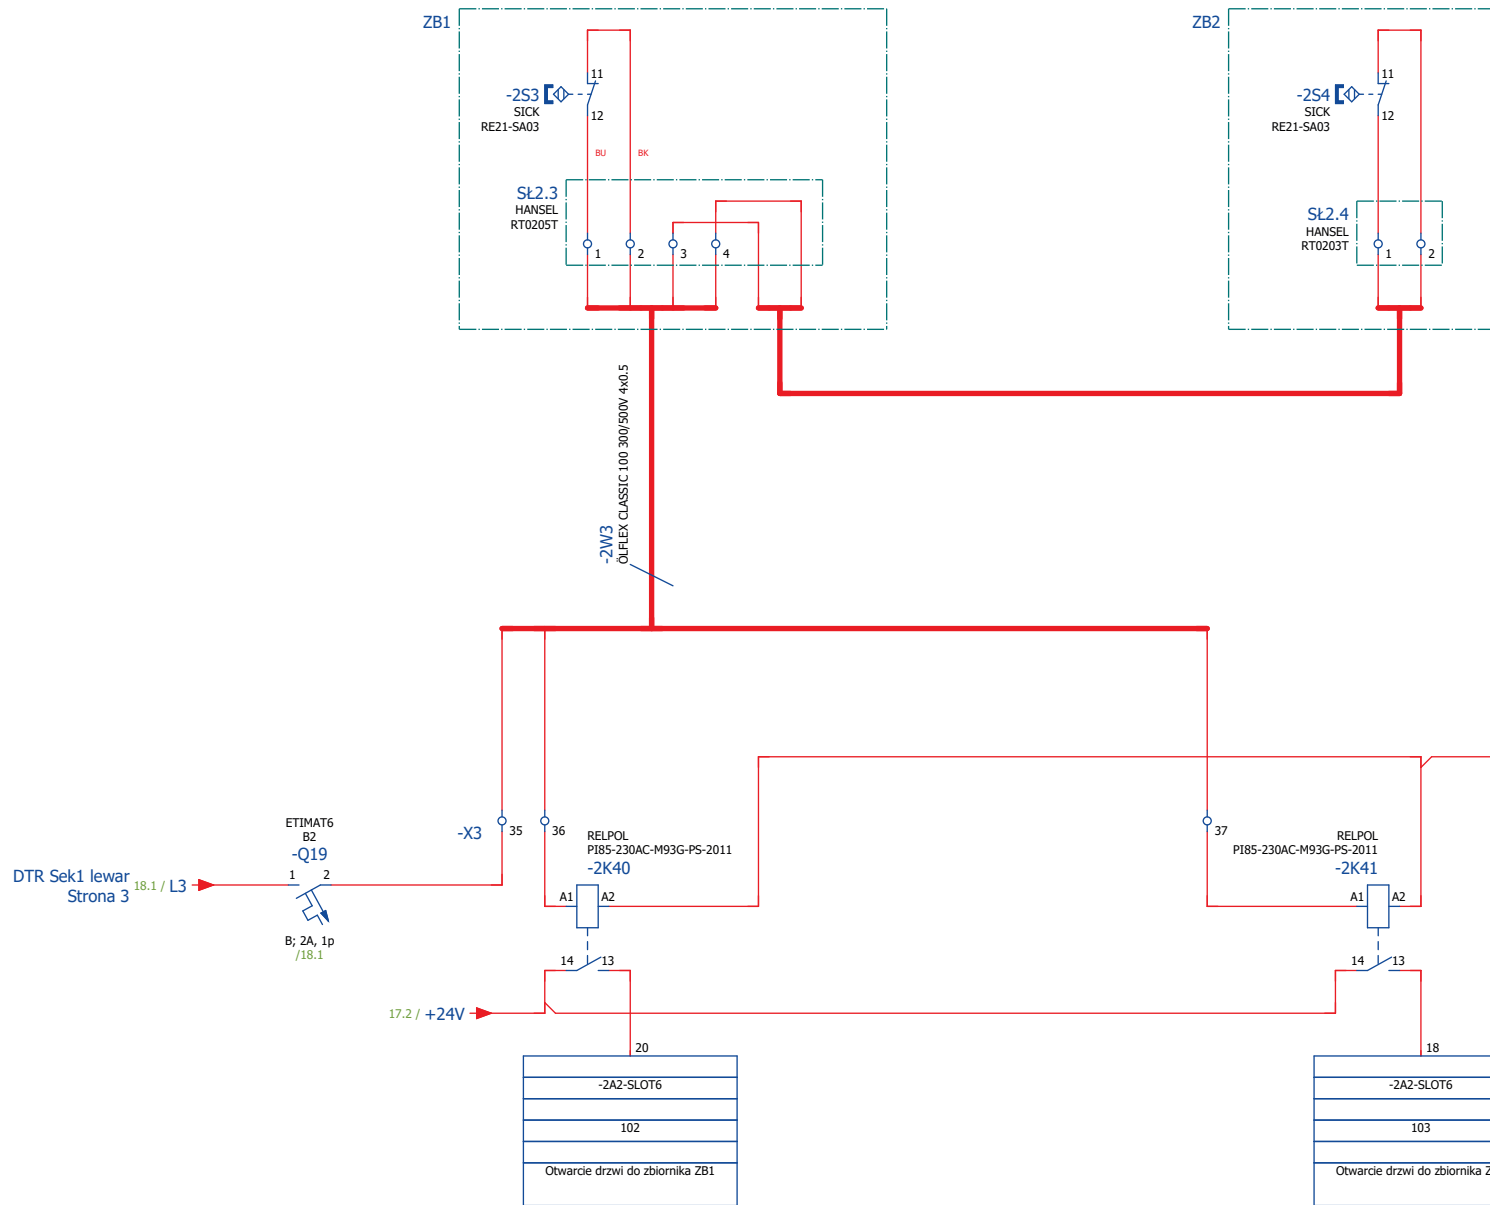 ZB1
ZB2
11
-2S3
SICK
RE21-SA03
12
BU
BK
SŁ2.3
HANSEL
RT0205T
1
2
3
4
11
-2S4
SICK
RE21-SA03
12
SŁ2.4
HANSEL
RT0203T
1
2
-2W3
ÖLFLEX CLASSIC 100 300/500V 4x0.5
ETIMAT6
B2
-Q19
1
2
B; 2A, 1p
/18.1
DTR Sek1 lewar
Strona 3
18.1 / L3
-X3
35
36
37
RELPOL
PI85-230AC-M93G-PS-2011
-2K40
A1
A2
14
13
RELPOL
PI85-230AC-M93G-PS-2011
-2K41
A1
A2
14
13
17.2 / +24V
20
-2A2-SLOT6
102
Otwarcie drzwi do zbiornika ZB1
18
-2A2-SLOT6
103
Otwarcie drzwi do zbiornika